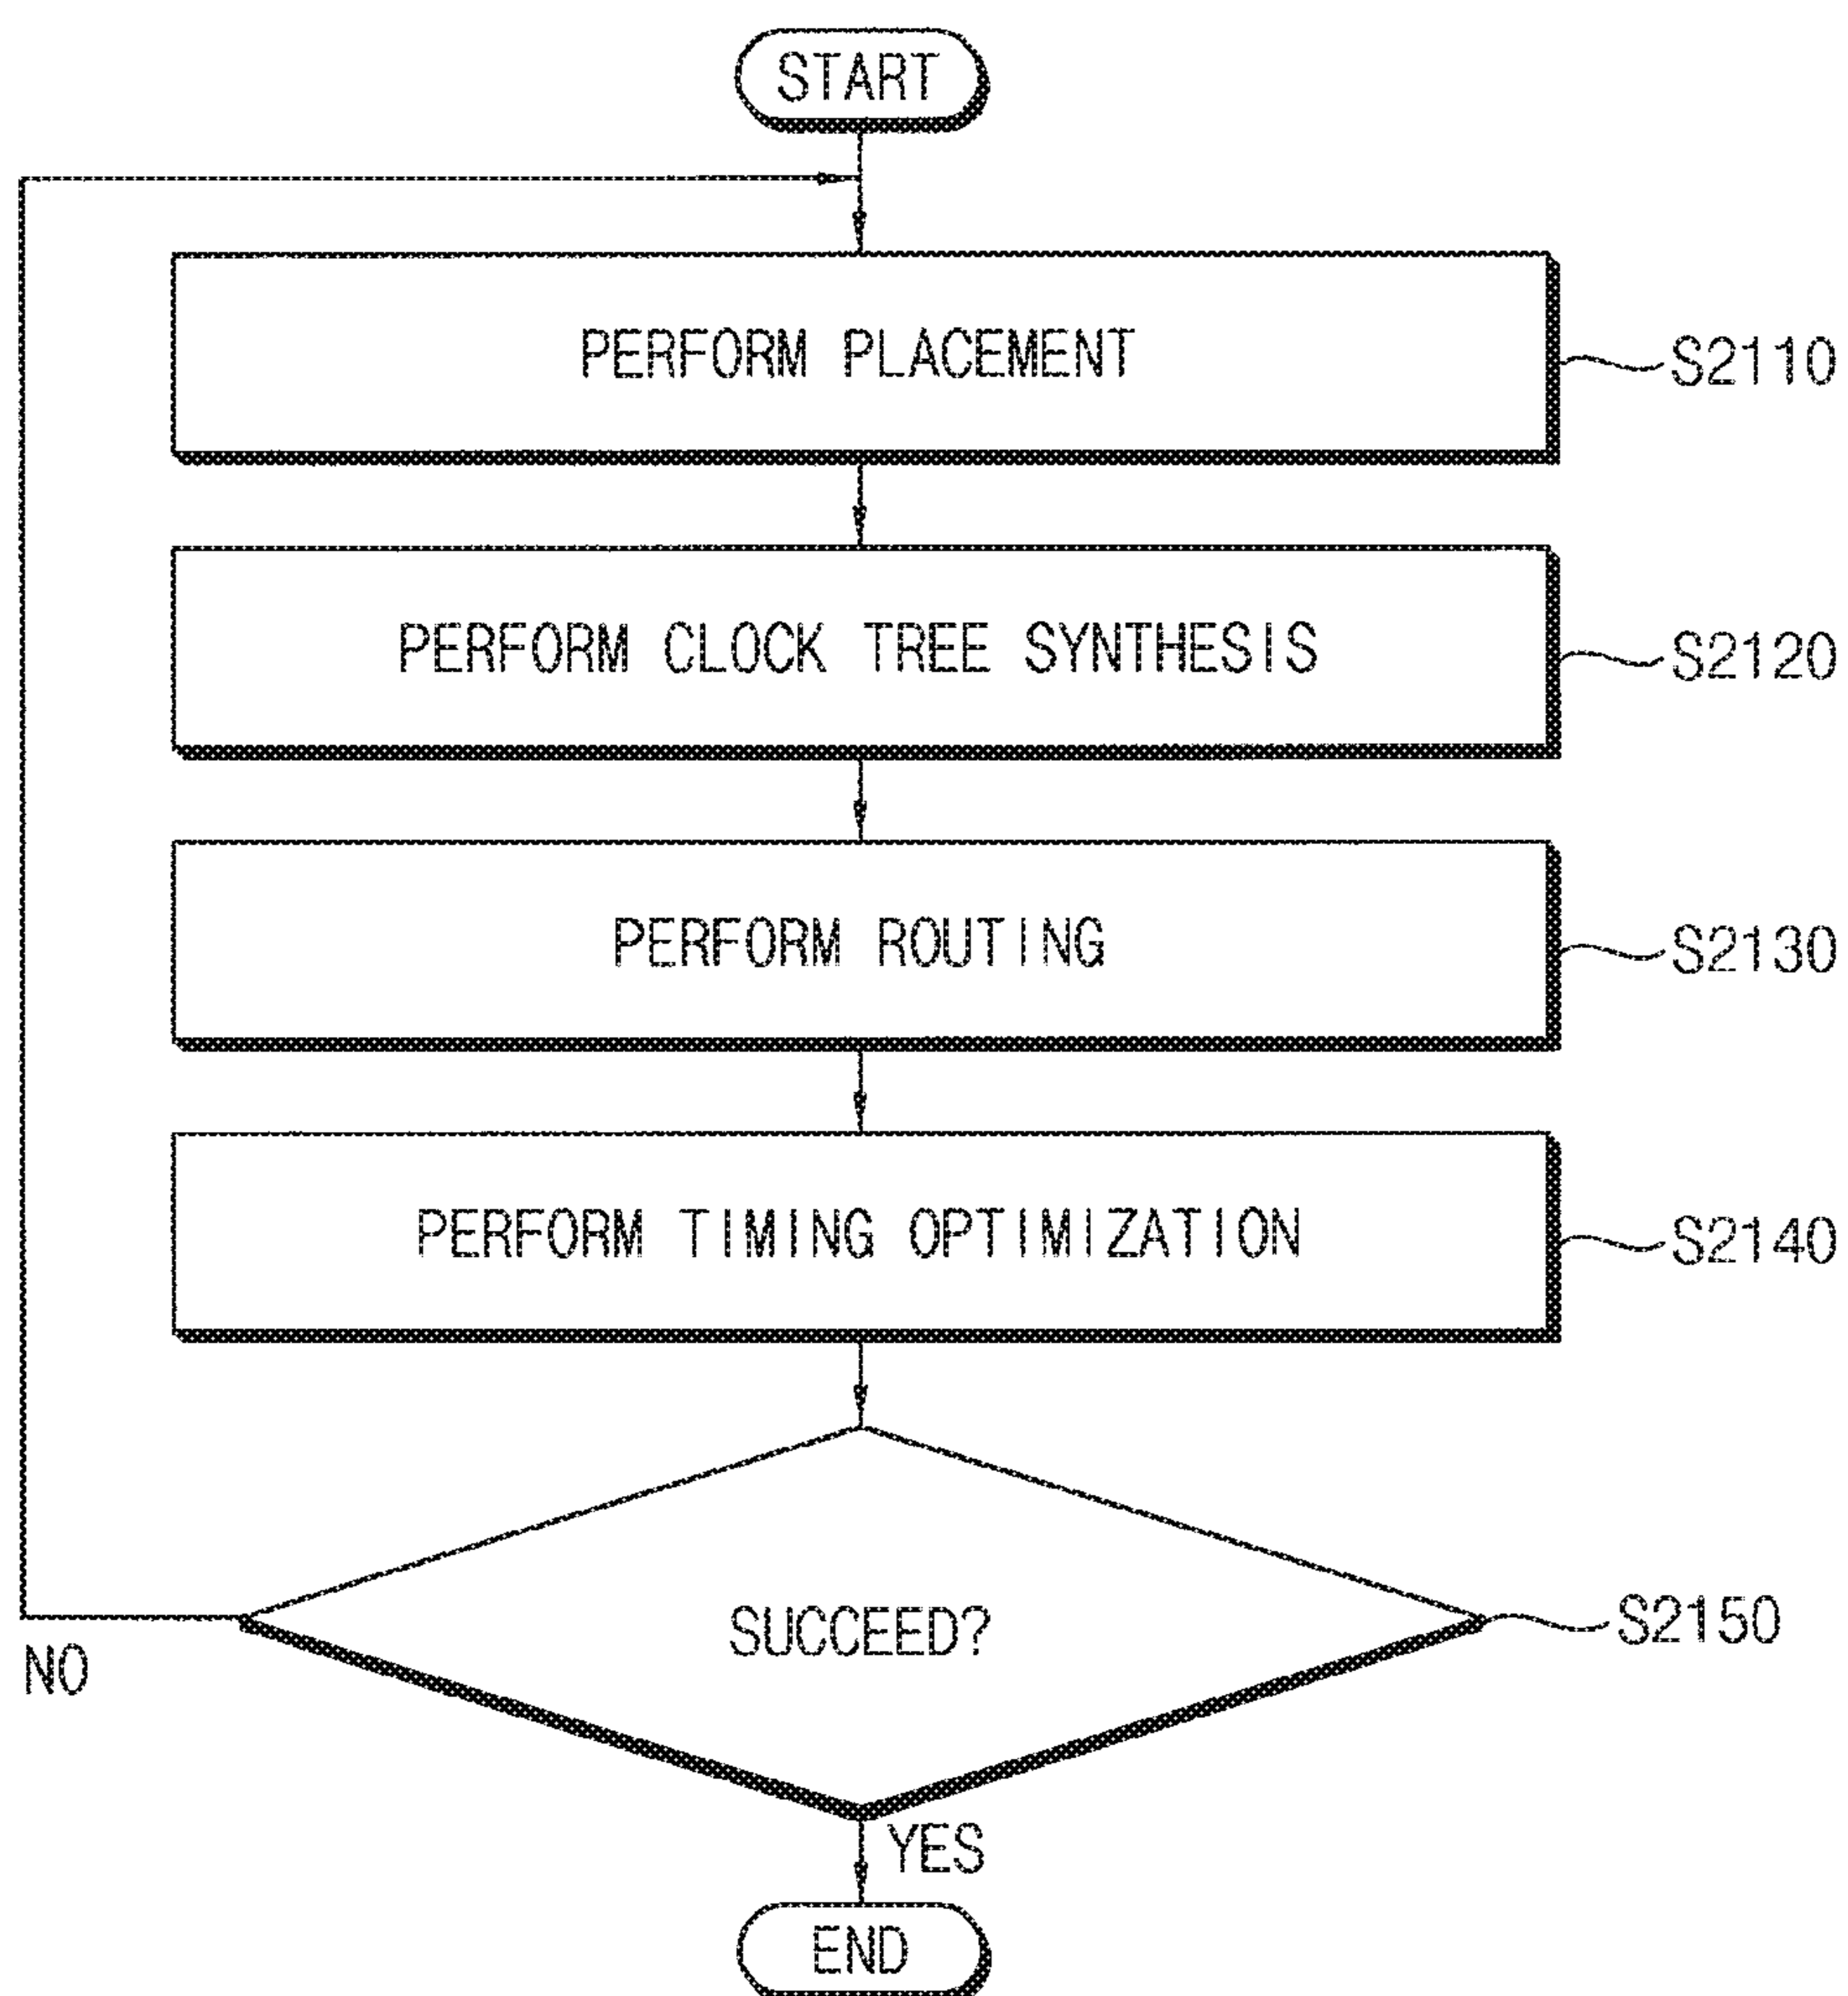 START
PERFORM PLACEMENT
S2110
PERFORM CLOCK TREE SYNTHESIS
S2120
PERFORM ROUTING
S2130
PERFORM TIMING OPTIMIZATION
S2140
SUCCEED?
S2150
NO
YES
END